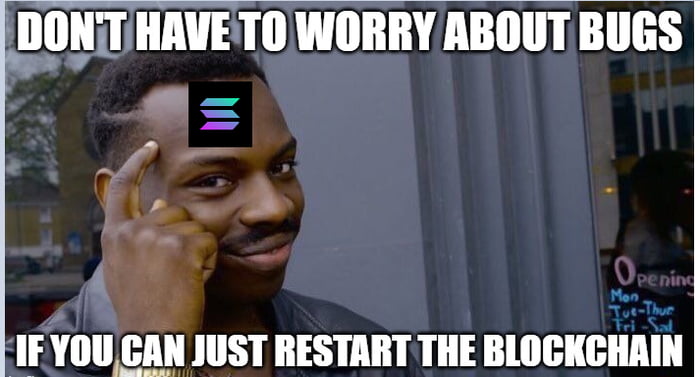 DON'T HAVE TO WORRY ABOUT BUGS
Opening
Mon
Tue-Thur
Fri-Sat
IF YOU CAN JUST RESTART THE BLOCKCHAIN